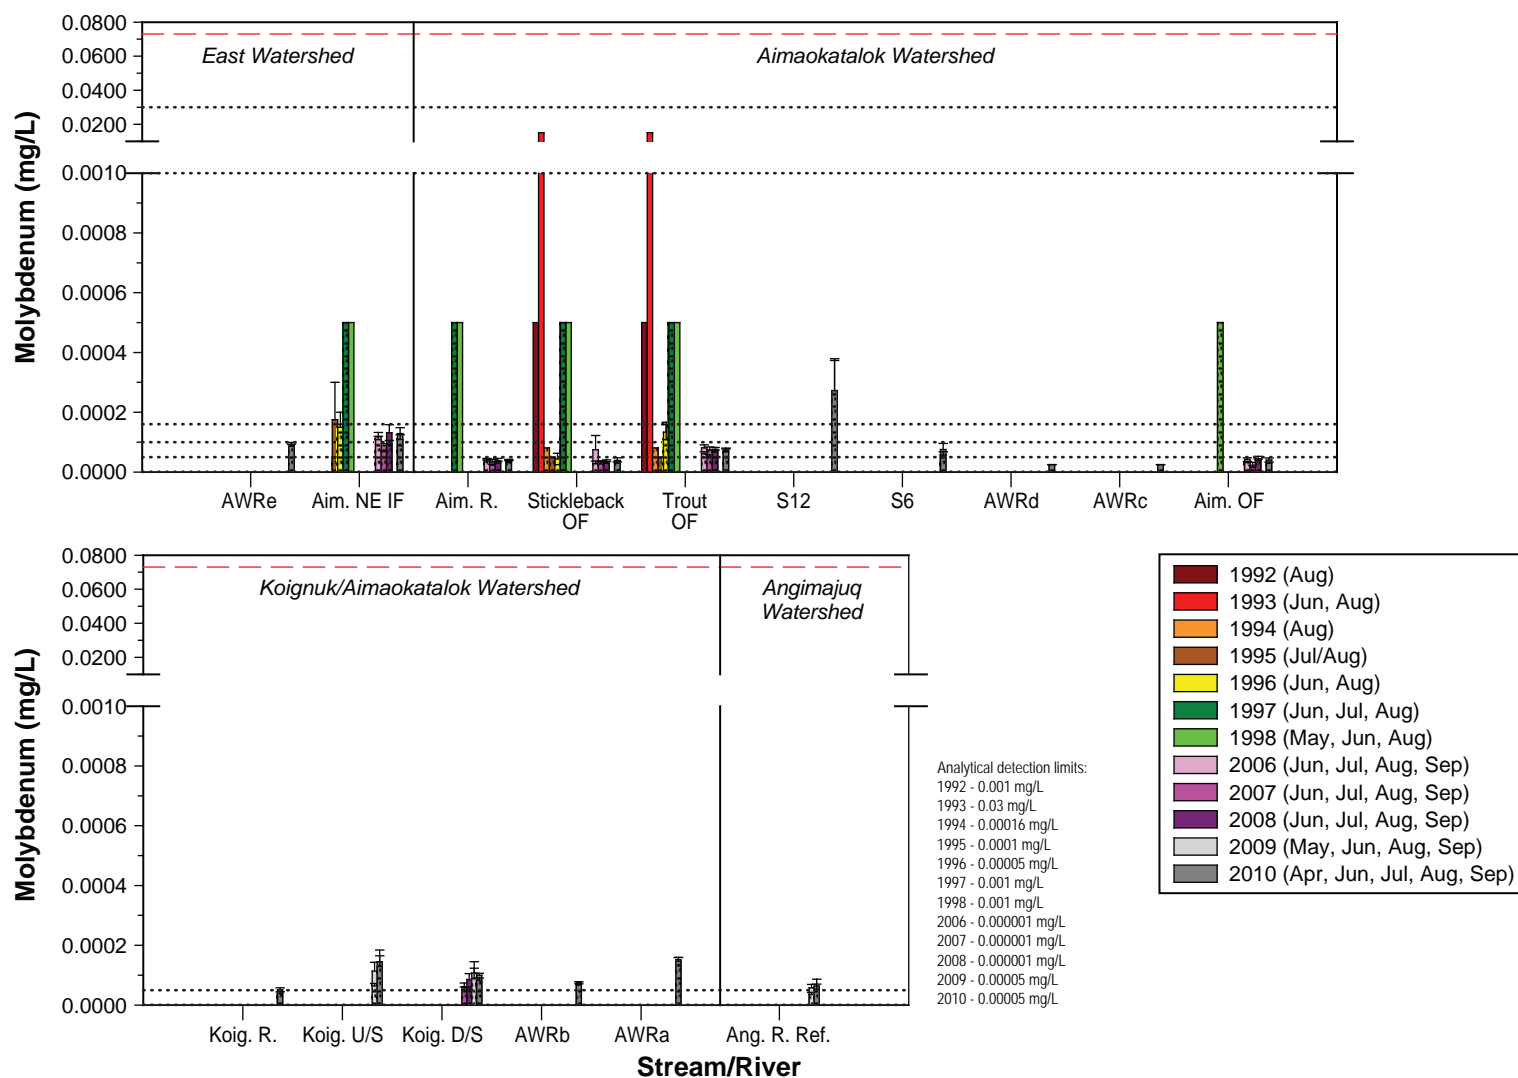 Molybdenum (mg/L)
0.0800
0.0600
0.0400
0.0200
0.0010
0.0008
0.0006
0.0004
0.0002
0.0000
East Watershed
Aimaokatalok Watershed
AWRe
Aim. NE IF
Aim. R.
Stickleback
OF
Trout
OF
S12
S6
AWRd
AWRc
Aim. OF
Molybdenum (mg/L)
0.0800
0.0600
0.0400
0.0200
0.0010
0.0008
0.0006
0.0004
0.0002
0.0000
Koignuk/Aimaokatalok Watershed
Angimajuq
Watershed
Koig. R.
Koig. U/S
Koig. D/S
AWRb
AWRa
Ang. R. Ref.
Stream/River
Analytical detection limits:
1992 - 0.001 mg/L
1993 - 0.03 mg/L
1994 - 0.00016 mg/L
1995 - 0.0001 mg/L
1996 - 0.00005 mg/L
1997 - 0.001 mg/L
1998 - 0.001 mg/L
2006 - 0.000001 mg/L
2007 - 0.000001 mg/L
2008 - 0.000001 mg/L
2009 - 0.00005 mg/L
2010 - 0.00005 mg/L
1992 (Aug)
1993 (Jun, Aug)
1994 (Aug)
1995 (Jul/Aug)
1996 (Jun, Aug)
1997 (Jun, Jul, Aug)
1998 (May, Jun, Aug)
2006 (Jun, Jul, Aug, Sep)
2007 (Jun, Jul, Aug, Sep)
2008 (Jun, Jul, Aug, Sep)
2009 (May, Jun, Aug, Sep)
2010 (Apr, Jun, Jul, Aug, Sep)